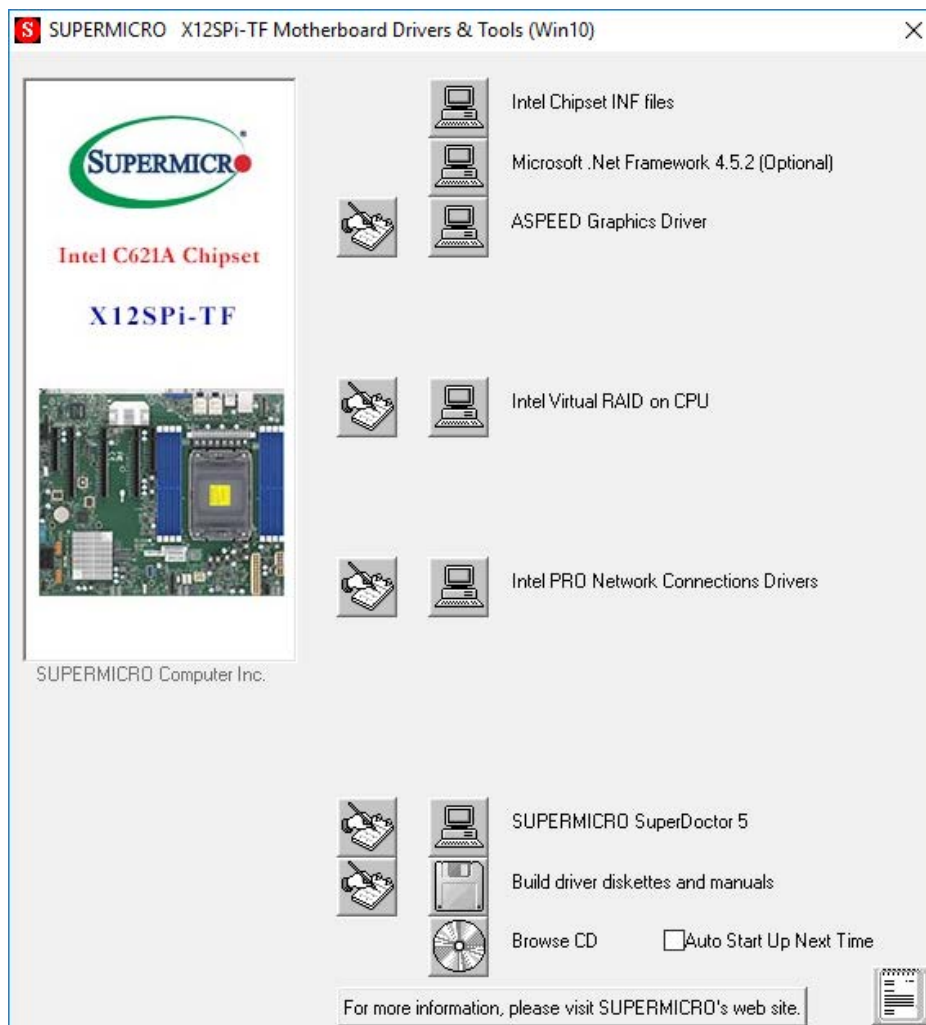 S SUPERMICRO X12SPi-TF Motherboard Drivers & Tools (Win10)
Intel Chipset INF files
Microsoft .Net Framework 4.5.2 (Optional)
SUPERMICR
Intel C621A Chipset
X12SPi-TF
ASPEED Graphics Driver
Intel Virtual RAID on CPU
Intel PRO Network Connections Drivers
SUPERMICRO Computer Inc.
SUPERMICRO SuperDoctor 5
Build driver diskettes and manuals
Browse CD Auto Start Up Next Time
For more information, please visit SUPERMICRO's web site.